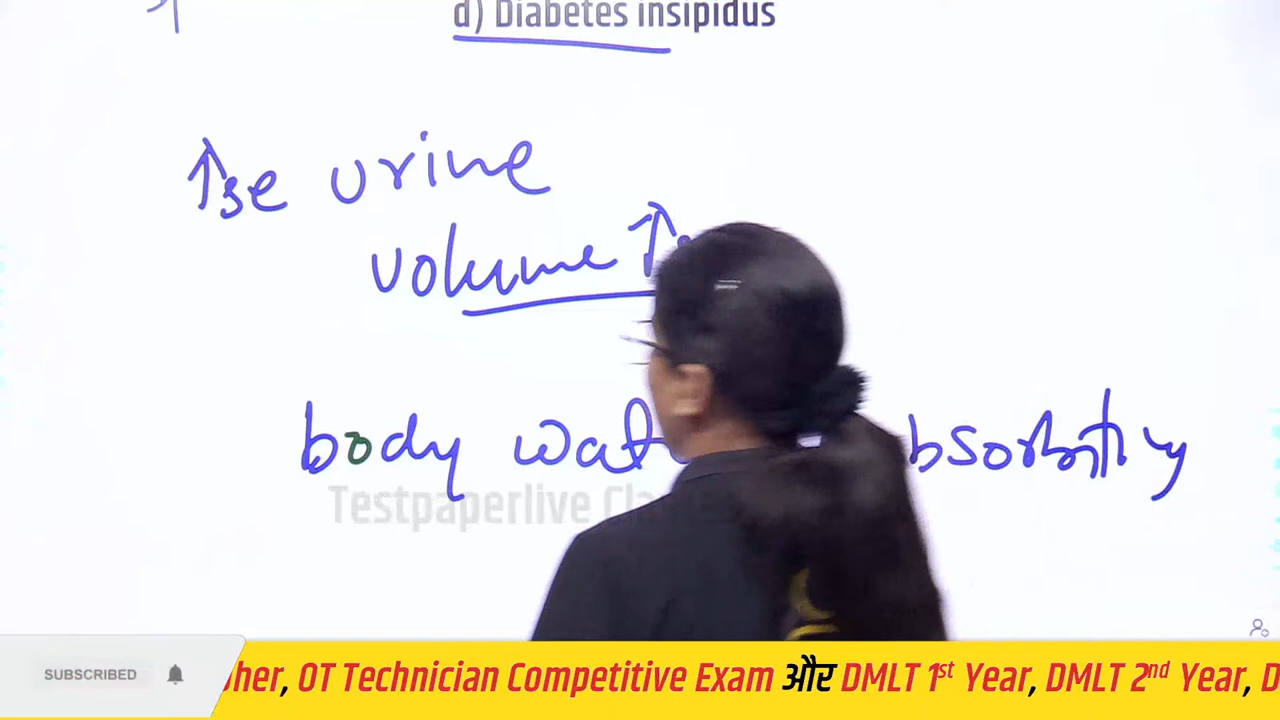 d) Diabetes insipidus
↑se urine
volume ↑
body wat bsorbtiy
Testpaperlive Cla
SUBSCRIBED
her, OT Technician Competitive Exam और DMLT 1st Year, DMLT 2nd Year, D